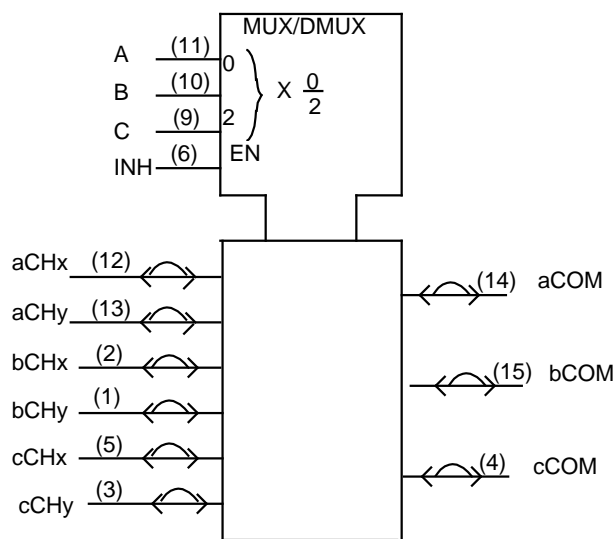 MUX/DMUX
A (11) 0
B (10)
X 0/2
C (9) 2
INH (6) EN
aCHx (12)
aCHy (13)
bCHx (2)
bCHy (1)
cCHx (5)
cCHy (3)
(14) aCOM
(15) bCOM
(4) cCOM